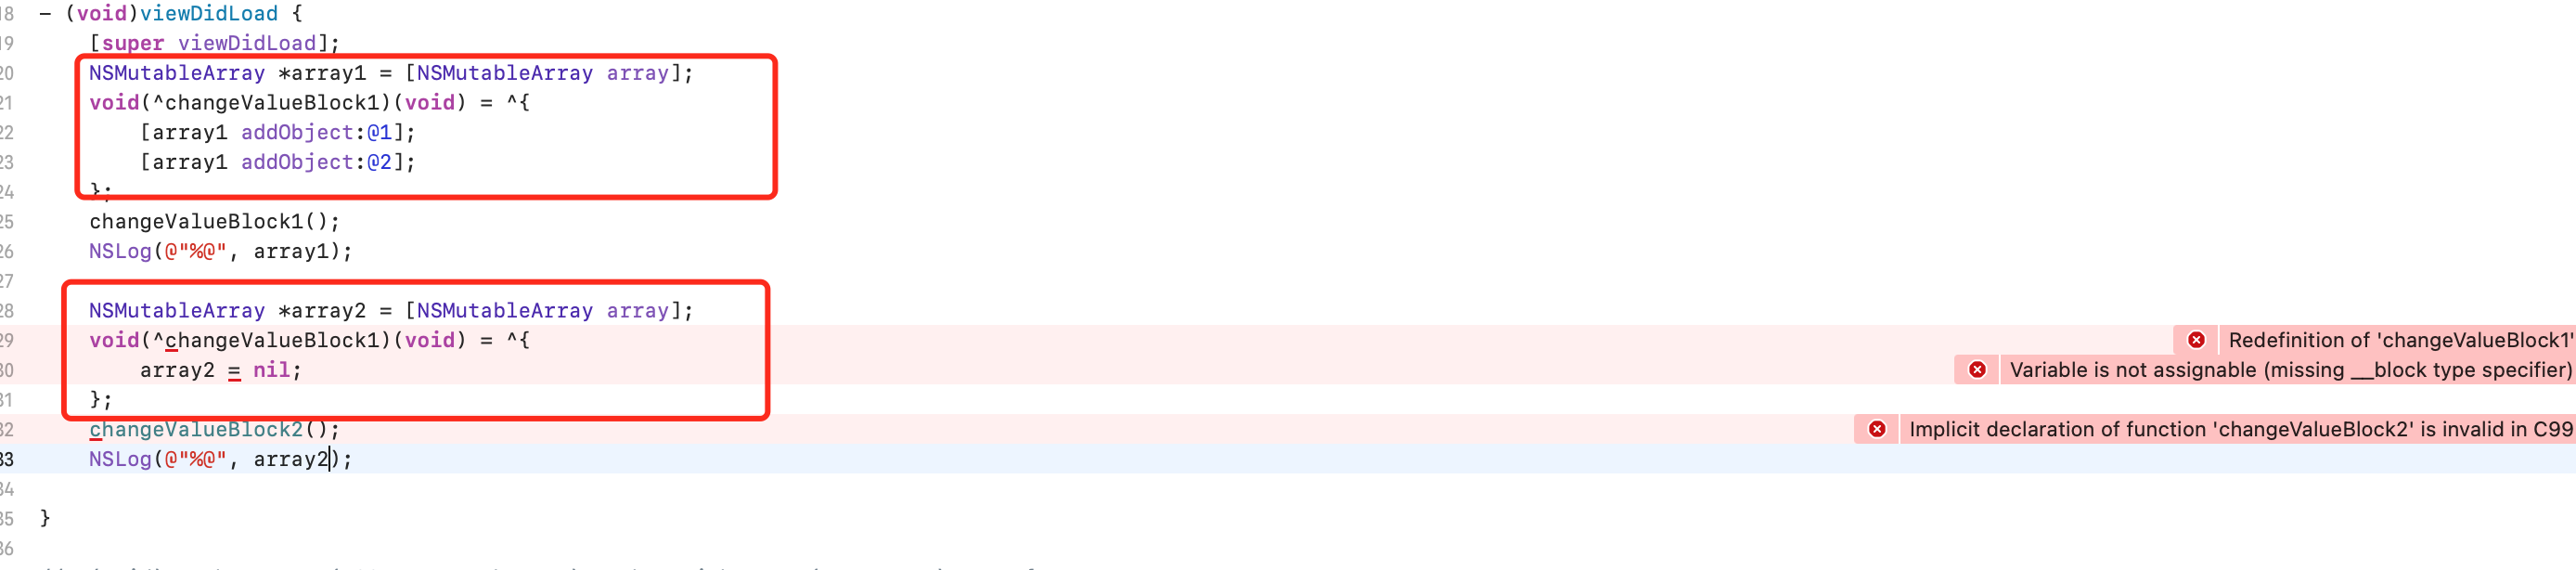 18 - (void)viewDidLoad {
19 [super viewDidLoad];
20 NSMutableArray *array1 = [NSMutableArray array];
21 void(^changeValueBlock1)(void) = ^{
22 [array1 addObject:@1];
23 [array1 addObject:@2];
24 };
25 changeValueBlock1();
26 NSLog(@"%@", array1);
27
28 NSMutableArray *array2 = [NSMutableArray array];
29 void(^changeValueBlock1)(void) = ^{ Redefinition of 'changeValueBlock1'
30 array2 = nil; Variable is not assignable (missing __block type specifier)
31 };
32 changeValueBlock2(); Implicit declaration of function 'changeValueBlock2' is invalid in C99
33 NSLog(@"%@", array2);
34
35 }
36